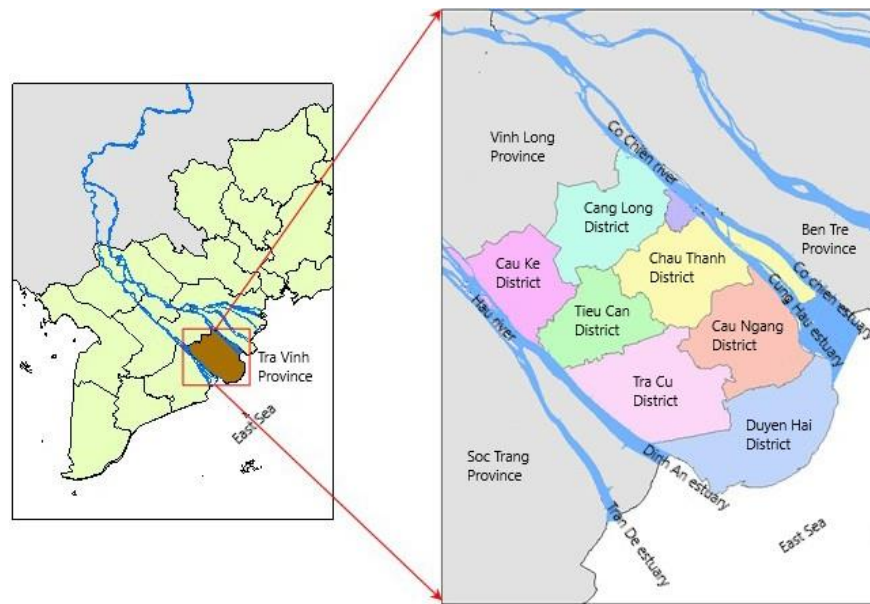 Tra Vinh
Province
East Sea
Vinh Long
Province
Co Chien river
Cang Long
District
Ben Tre
Province
Cau Ke
District
Chau Thanh
District
Co chien estuary
Cung Hau estuary
Hau river
Tieu Can
District
Cau Ngang
District
Tra Cu
District
Duyen Hai
District
Soc Trang
Province
Dinh An estuary
Tran De estuary
East Sea